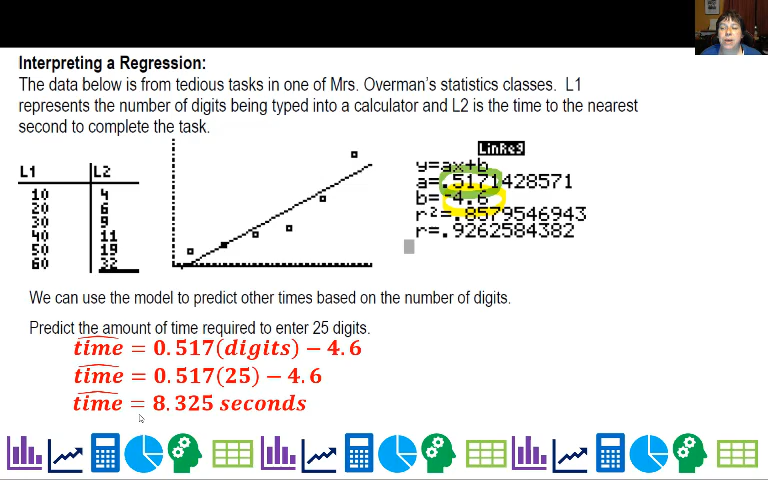 Interpreting a Regression:
The data below is from tedious tasks in one of Mrs. Overman's statistics classes. L1
represents the number of digits being typed into a calculator and L2 is the time to the nearest
second to complete the task.
L1 L2
10 4
20 6
30 9
40 11
50 19
60 32
LinReg
y=ax+b
a=.5171428571
b=-4.6
r²=.8579546943
r=.9262584382
We can use the model to predict other times based on the number of digits.
Predict the amount of time required to enter 25 digits.
time = 0.517(digits) − 4.6
time = 0.517(25) − 4.6
time = 8.325 seconds